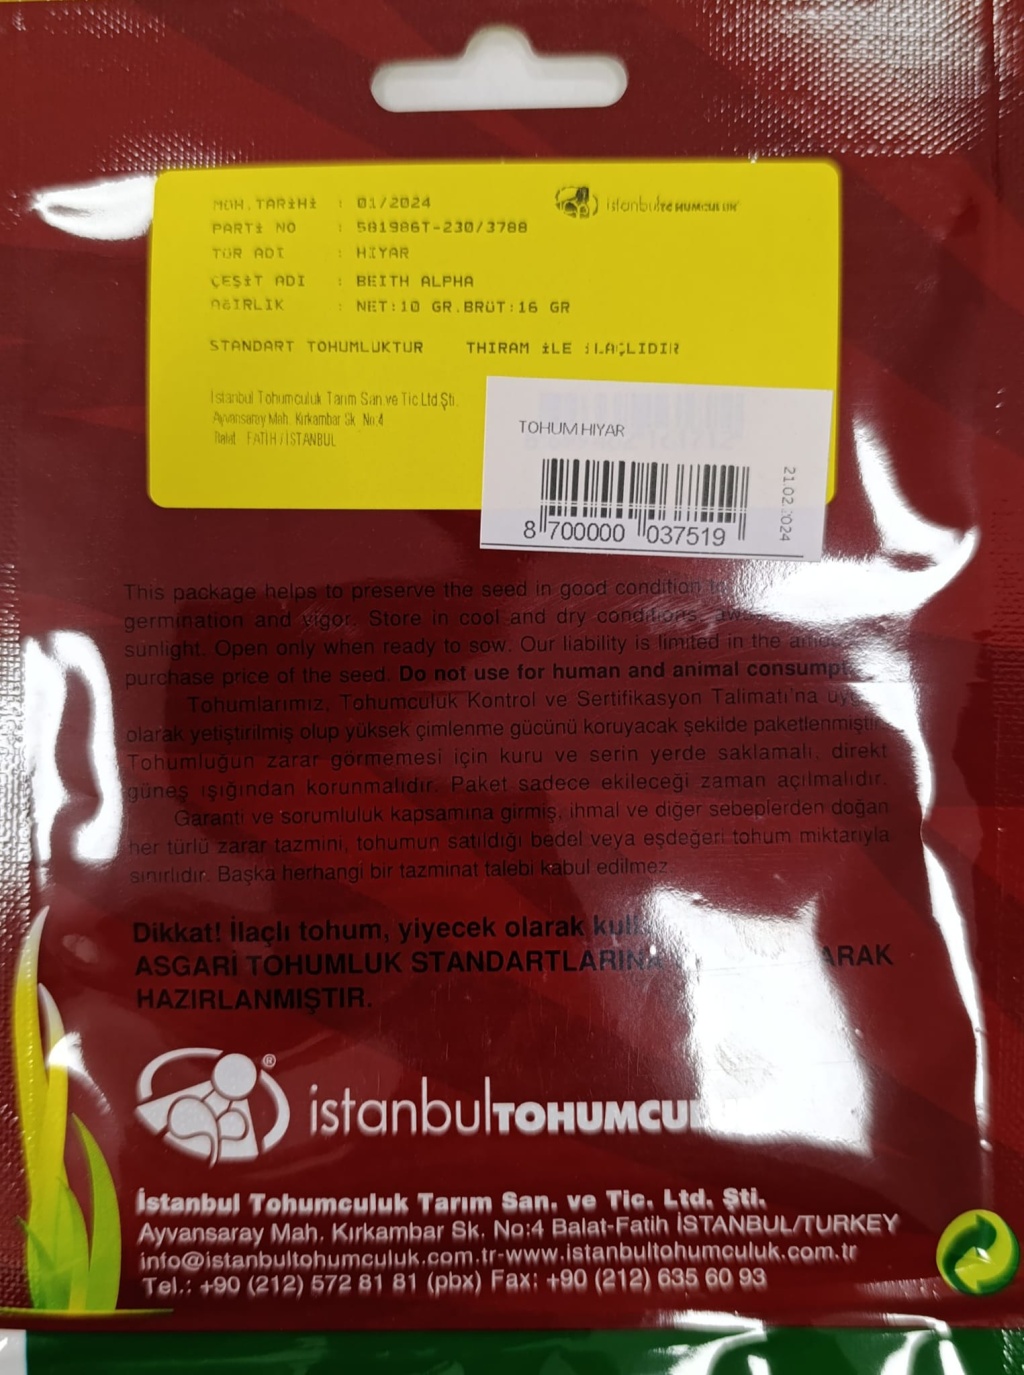 MÜH.TARİHİ : 01/2024
istanbulTOHUMCULUK
PARTİ NO : 581986T-230/3788
TÜR ADI : HIYAR
ÇEŞİT ADI : BEITH ALPHA
AĞIRLIK : NET:10 GR.BRÜT:16 GR
STANDART TOHUMLUKTUR THIRAM İLE İLAÇLIDIR
İstanbul Tohumculuk Tarım San.ve Tic Ltd Şti.
Ayvansaray Mah. Kırkambar Sk. No:4
Balat FATİH / İSTANBUL
TOHUM HIYAR
8 700000 037519
21.02.2024
This package helps to preserve the seed in good condition
germination and vigor. Store in cool and dry conditions,
sunlight. Open only when ready to sow. Our liability is limited in the
purchase price of the seed. Do not use for human and animal
Tohumlarımız, Tohumculuk Kontrol ve Sertifikasyon Talimatı'na
olarak yetiştirilmiş olup yüksek çimlenme gücünü koruyacak şekilde paketlenmiştir.
Tohumluğun zarar görmemesi için kuru ve serin yerde saklamalı, direkt
güneş ışığından korunmalıdır. Paket sadece ekileceği zaman açılmalıdır.
Garanti ve sorumluluk kapsamına girmiş, ihmal ve diğer sebeplerden doğan
her türlü zarar tazmini, tohumun satıldığı bedel veya eşdeğeri tohum miktarıyla
sınırlıdır. Başka herhangi bir tazminat talebi kabul edilmez.
Dikkat! İlaçlı tohum, yiyecek olarak
ASGARİ TOHUMLUK STANDARTLARINA
HAZIRLANMIŞTIR.
®
istanbulTOHUMCU
İstanbul Tohumculuk Tarım San. ve Tic. Ltd. Şti.
Ayvansaray Mah. Kırkambar Sk. No:4 Balat-Fatih İSTANBUL/TURKEY
info@istanbultohumculuk.com.tr-www.istanbultohumculuk.com.tr
Tel.: +90 (212) 572 81 81 (pbx) Fax: +90 (212) 635 60 93